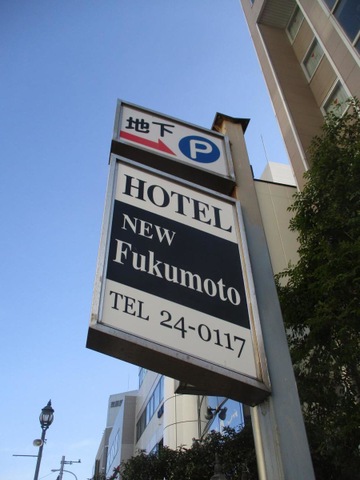 地下 P
HOTEL
NEW
Fukumoto
TEL 24-0117